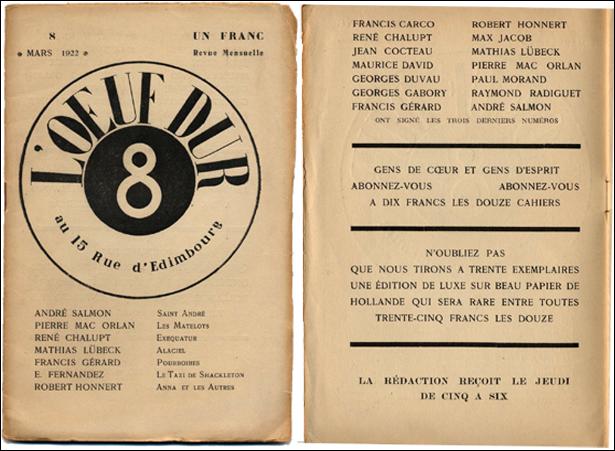 8 UN FRANC
* MARS 1922 * Revue Mensuelle
L'OEUF DUR
8
au 15 Rue d'Edimbourg
ANDRÉ SALMON Saint André
PIERRE MAC ORLAN Les Matelots
RENÉ CHALUPT Exequatur
MATHIAS LÜBECK Alaciel
FRANCIS GÉRARD Pourboires
E. FERNANDEZ Le Taxi de Shackleton
ROBERT HONNERT Anna et les Autres
FRANCIS CARCO ROBERT HONNERT
RENÉ CHALUPT MAX JACOB
JEAN COCTEAU MATHIAS LÜBECK
MAURICE DAVID PIERRE MAC ORLAN
GEORGES DUVAU PAUL MORAND
GEORGES GABORY RAYMOND RADIGUET
FRANCIS GÉRARD ANDRÉ SALMON
ONT SIGNÉ LES TROIS DERNIERS NUMÉROS
GENS DE CŒUR ET GENS D'ESPRIT
ABONNEZ-VOUS ABONNEZ-VOUS
A DIX FRANCS LES DOUZE CAHIERS
N'OUBLIEZ PAS
QUE NOUS TIRONS A TRENTE EXEMPLAIRES
UNE ÉDITION DE LUXE SUR BEAU PAPIER DE
HOLLANDE QUI SERA RARE ENTRE TOUTES
TRENTE-CINQ FRANCS LES DOUZE
LA RÉDACTION REÇOIT LE JEUDI
DE CINQ A SIX